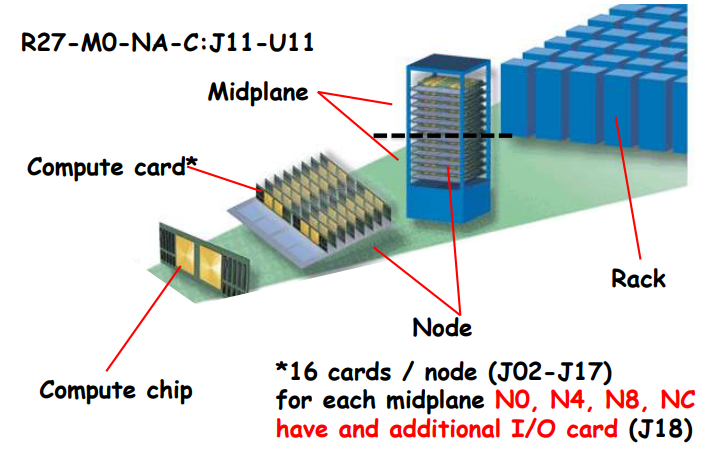 R27-M0-NA-C:J11-U11
Midplane
Compute card*
Rack
Node
Compute chip
*16 cards / node (J02-J17)
for each midplane N0, N4, N8, NC
have and additional I/O card (J18)